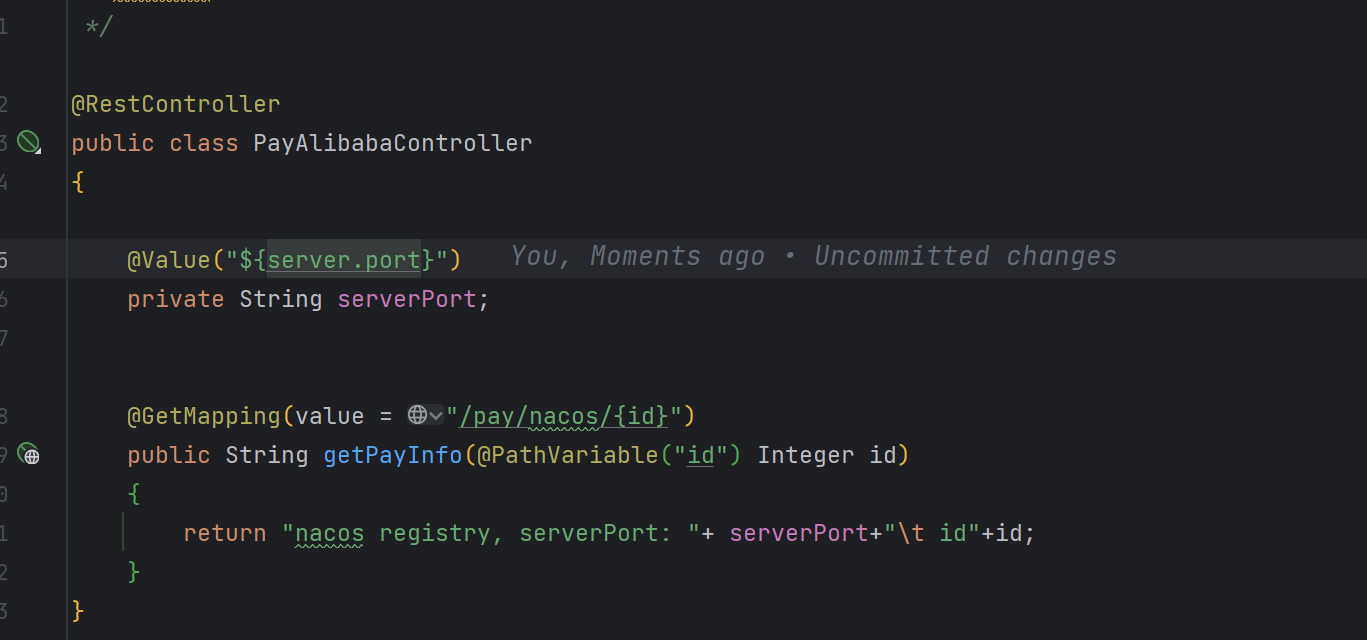 1 */
2 @RestController
3 public class PayAlibabaController
4 {
5 @Value("${server.port}") You, Moments ago • Uncommitted changes
6 private String serverPort;
7
8 @GetMapping(value = "/pay/nacos/{id}")
9 public String getPayInfo(@PathVariable("id") Integer id)
0 {
1 return "nacos registry, serverPort: "+ serverPort+"\t id"+id;
2 }
3 }